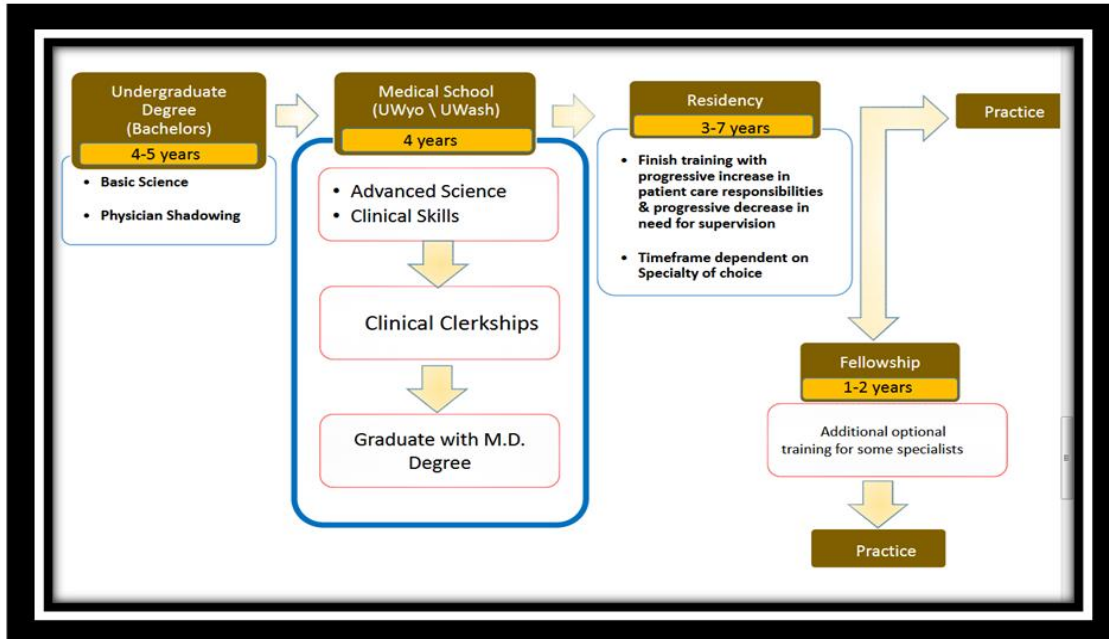 Undergraduate
Degree
(Bachelors)
4-5 years
• Basic Science
• Physician Shadowing
Medical School
(UWyo \ UWash)
4 years
• Advanced Science
• Clinical Skills
Clinical Clerkships
Graduate with M.D.
Degree
Residency
3-7 years
• Finish training with
progressive increase in
patient care responsibilities
& progressive decrease in
need for supervision
• Timeframe dependent on
Specialty of choice
Practice
Fellowship
1-2 years
Additional optional
training for some specialists
Practice